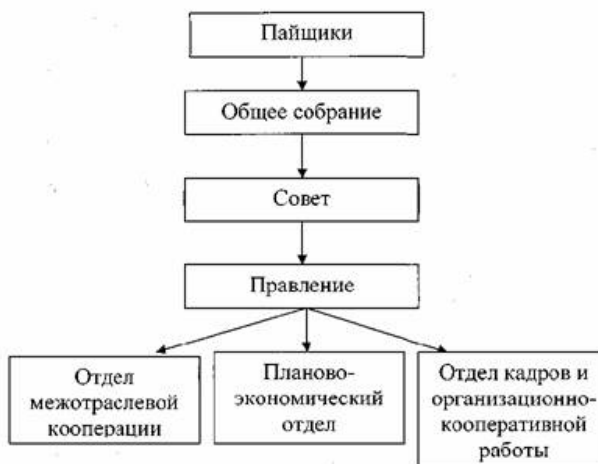 Пайщики
Общее собрание
Совет
Правление
Отдел
межотраслевой
кооперации
Планово-
экономический
отдел
Отдел кадров и
организационно-
кооперативной
работы